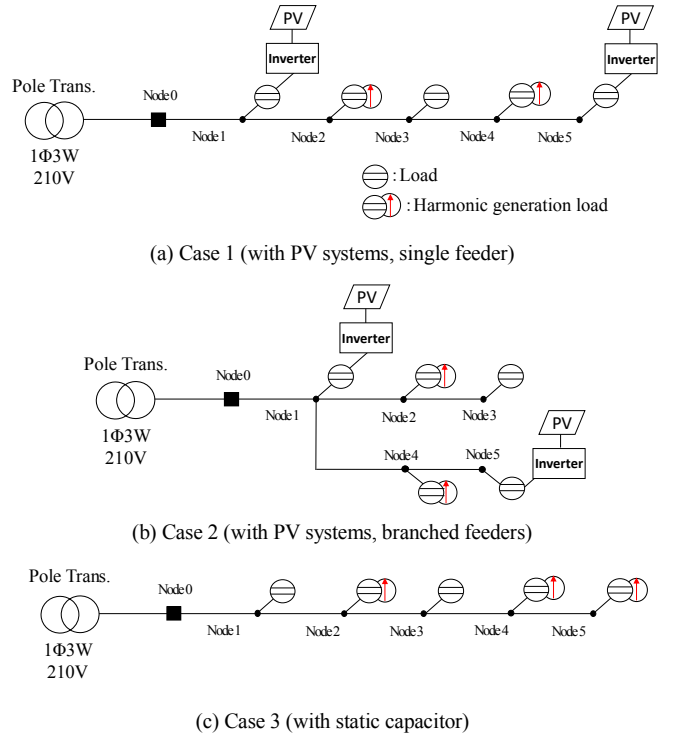 PV
PV
Inverter
Inverter
Pole Trans.
Node0
Node1
Node2
Node3
Node4
Node5
1Φ3W
210V
: Load
: Harmonic generation load
(a) Case 1 (with PV systems, single feeder)
PV
Inverter
Pole Trans.
Node0
Node1
Node2
Node3
PV
1Φ3W
210V
Node4
Node5
Inverter
(b) Case 2 (with PV systems, branched feeders)
Pole Trans.
Node0
Node1
Node2
Node3
Node4
Node5
1Φ3W
210V
(c) Case 3 (with static capacitor)